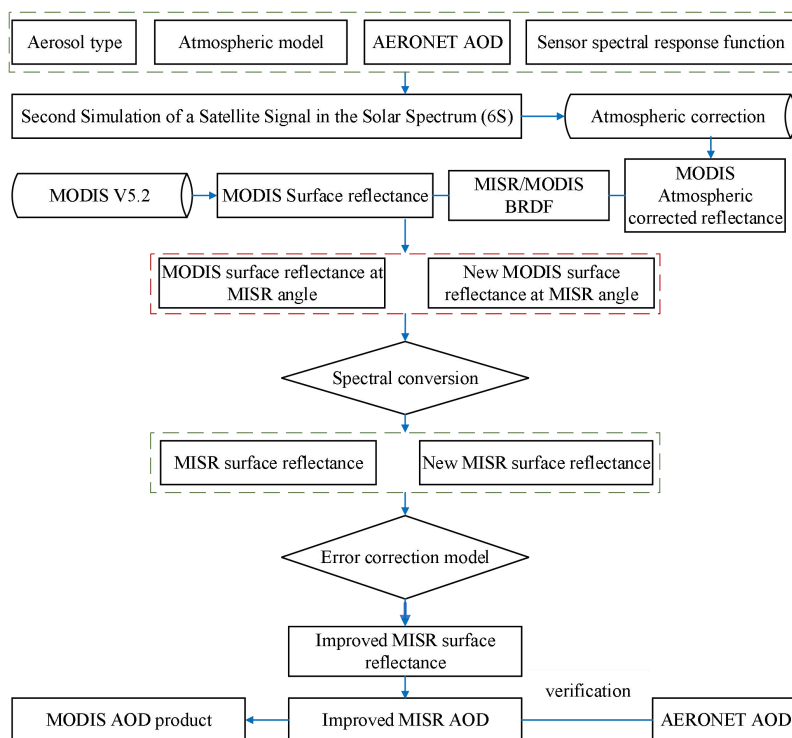 Aerosol type
Atmospheric model
AERONET AOD
Sensor spectral response function
Second Simulation of a Satellite Signal in the Solar Spectrum (6S)
Atmospheric correction
MODIS V5.2
MODIS Surface reflectance
MISR/MODIS
BRDF
MODIS
Atmospheric
corrected reflectance
MODIS surface reflectance at
MISR angle
New MODIS surface
reflectance at MISR angle
Spectral conversion
MISR surface reflectance
New MISR surface reflectance
Error correction model
Improved MISR surface
reflectance
verification
MODIS AOD product
Improved MISR AOD
AERONET AOD